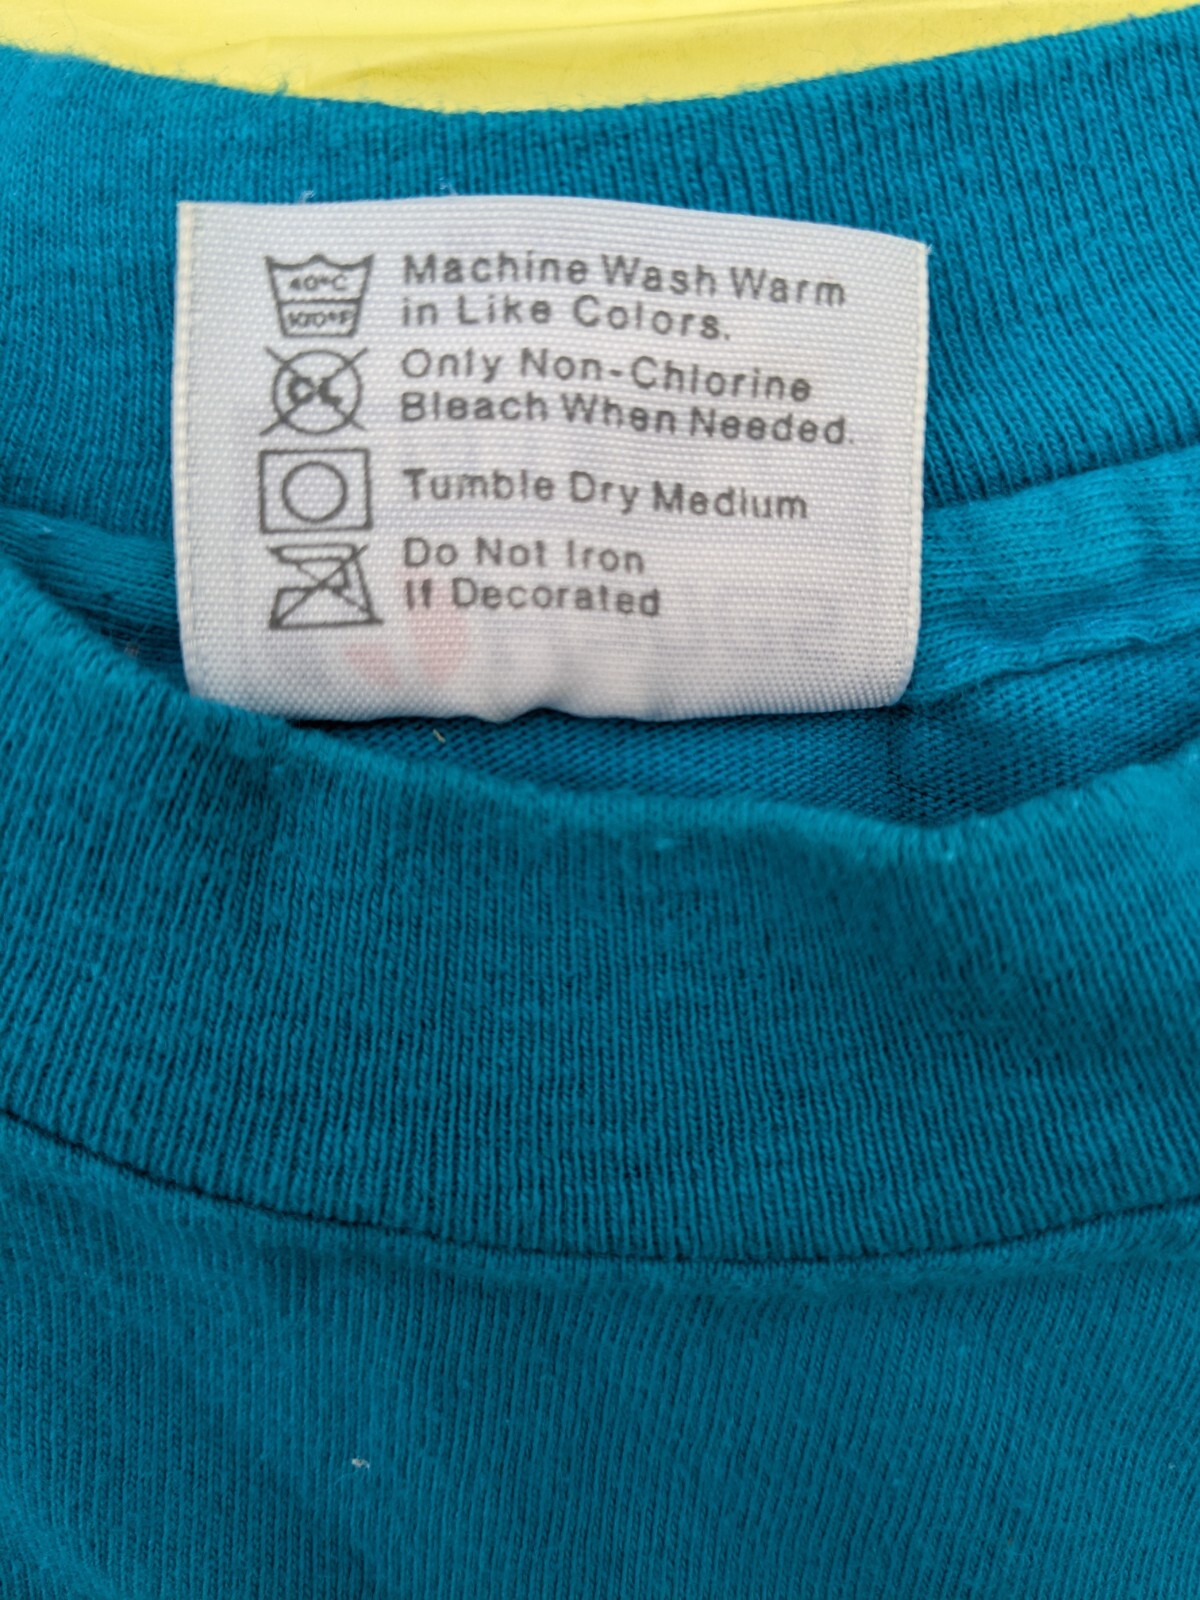 40°C
Machine Wash Warm
in Like Colors.
CL
Only Non-Chlorine
Bleach When Needed.
Tumble Dry Medium
Do Not Iron
If Decorated